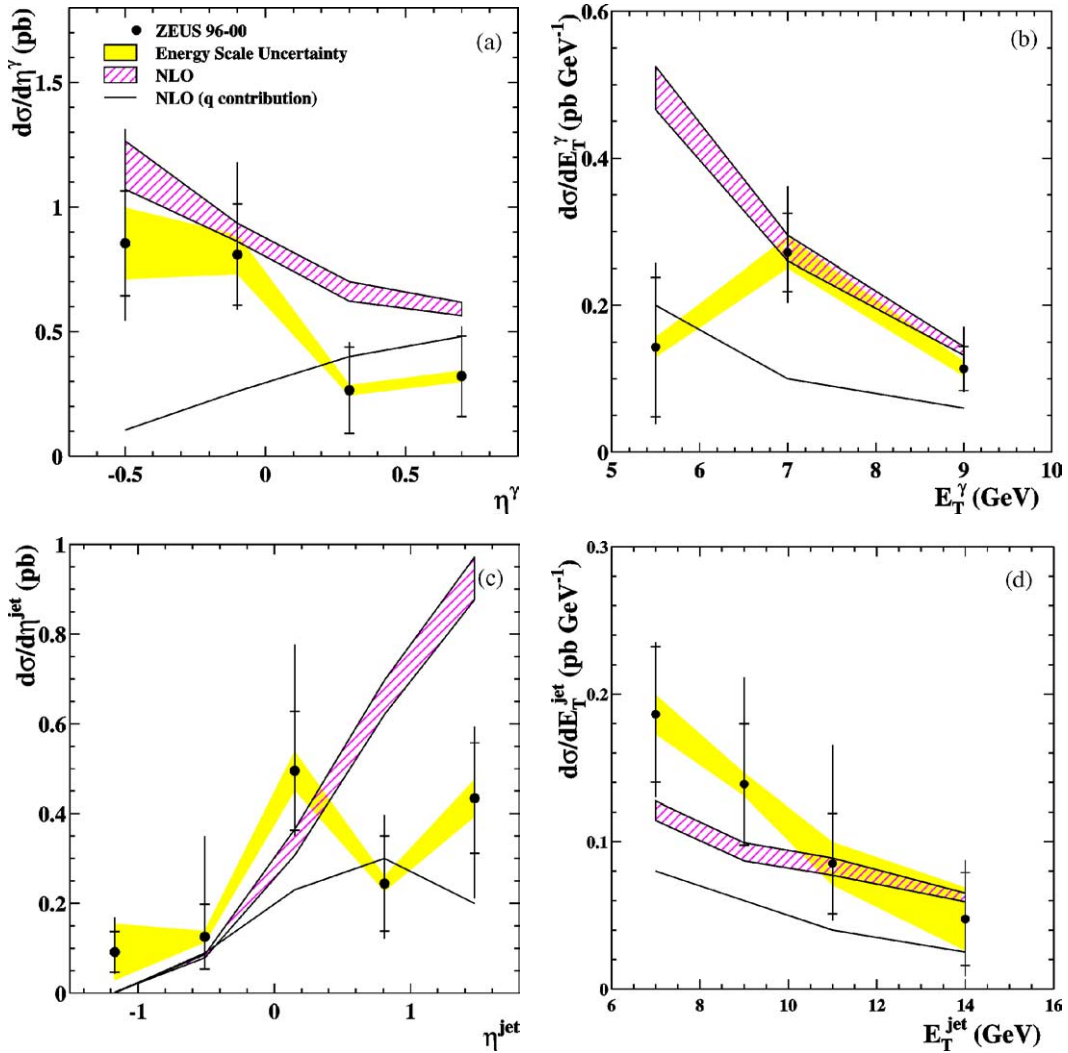 dσ/dη^γ (pb)
1.5
1
0.5
0
-0.5
0
0.5
η^γ
(a)
ZEUS 96-00
Energy Scale Uncertainty
NLO
NLO (q contribution)
dσ/dE_T^γ (pb GeV^-1)
0.6
0.4
0.2
0
5
6
7
8
9
10
E_T^γ (GeV)
(b)
dσ/dη^jet (pb)
1
0.8
0.6
0.4
0.2
0
-1
0
1
η^jet
(c)
dσ/dE_T^jet (pb GeV^-1)
0.3
0.2
0.1
0
6
8
10
12
14
16
E_T^jet (GeV)
(d)